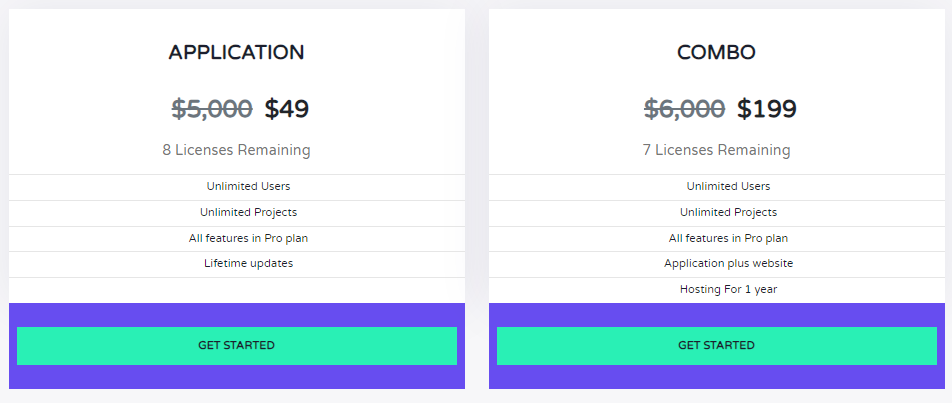 APPLICATION
$5,000 $49
8 Licenses Remaining
Unlimited Users
Unlimited Projects
All features in Pro plan
Lifetime updates
GET STARTED
COMBO
$6,000 $199
7 Licenses Remaining
Unlimited Users
Unlimited Projects
All features in Pro plan
Application plus website
Hosting For 1 year
GET STARTED